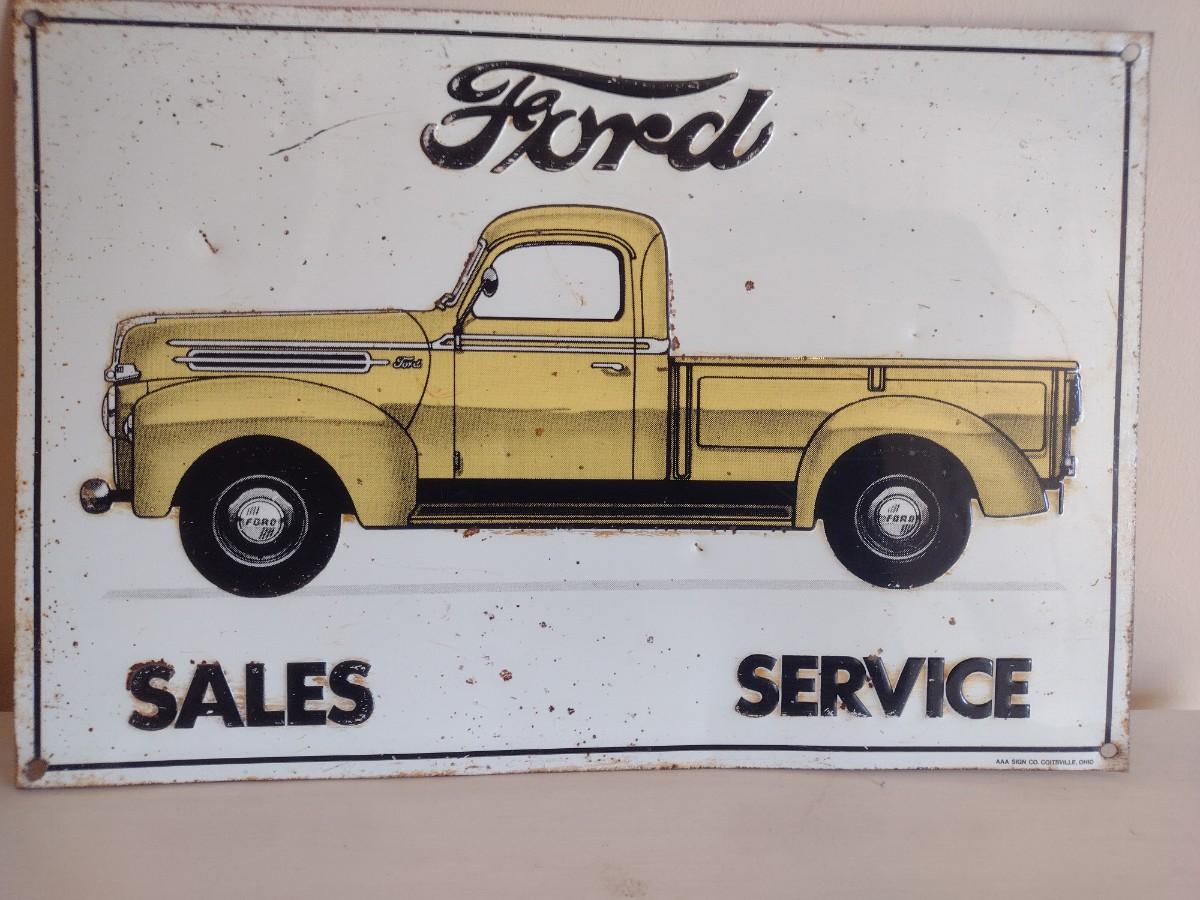 Ford
Ford
FORD
FORD
SALES
SERVICE
AAA SIGN CO. COITSVILLE, OHIO